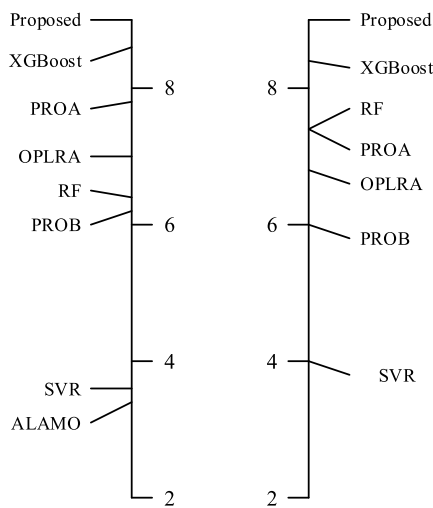 Proposed
XGBoost
8
PROA
OPLRA
RF
PROB
6
4
SVR
ALAMO
2
Proposed
XGBoost
8
RF
PROA
OPLRA
6
PROB
4
SVR
2